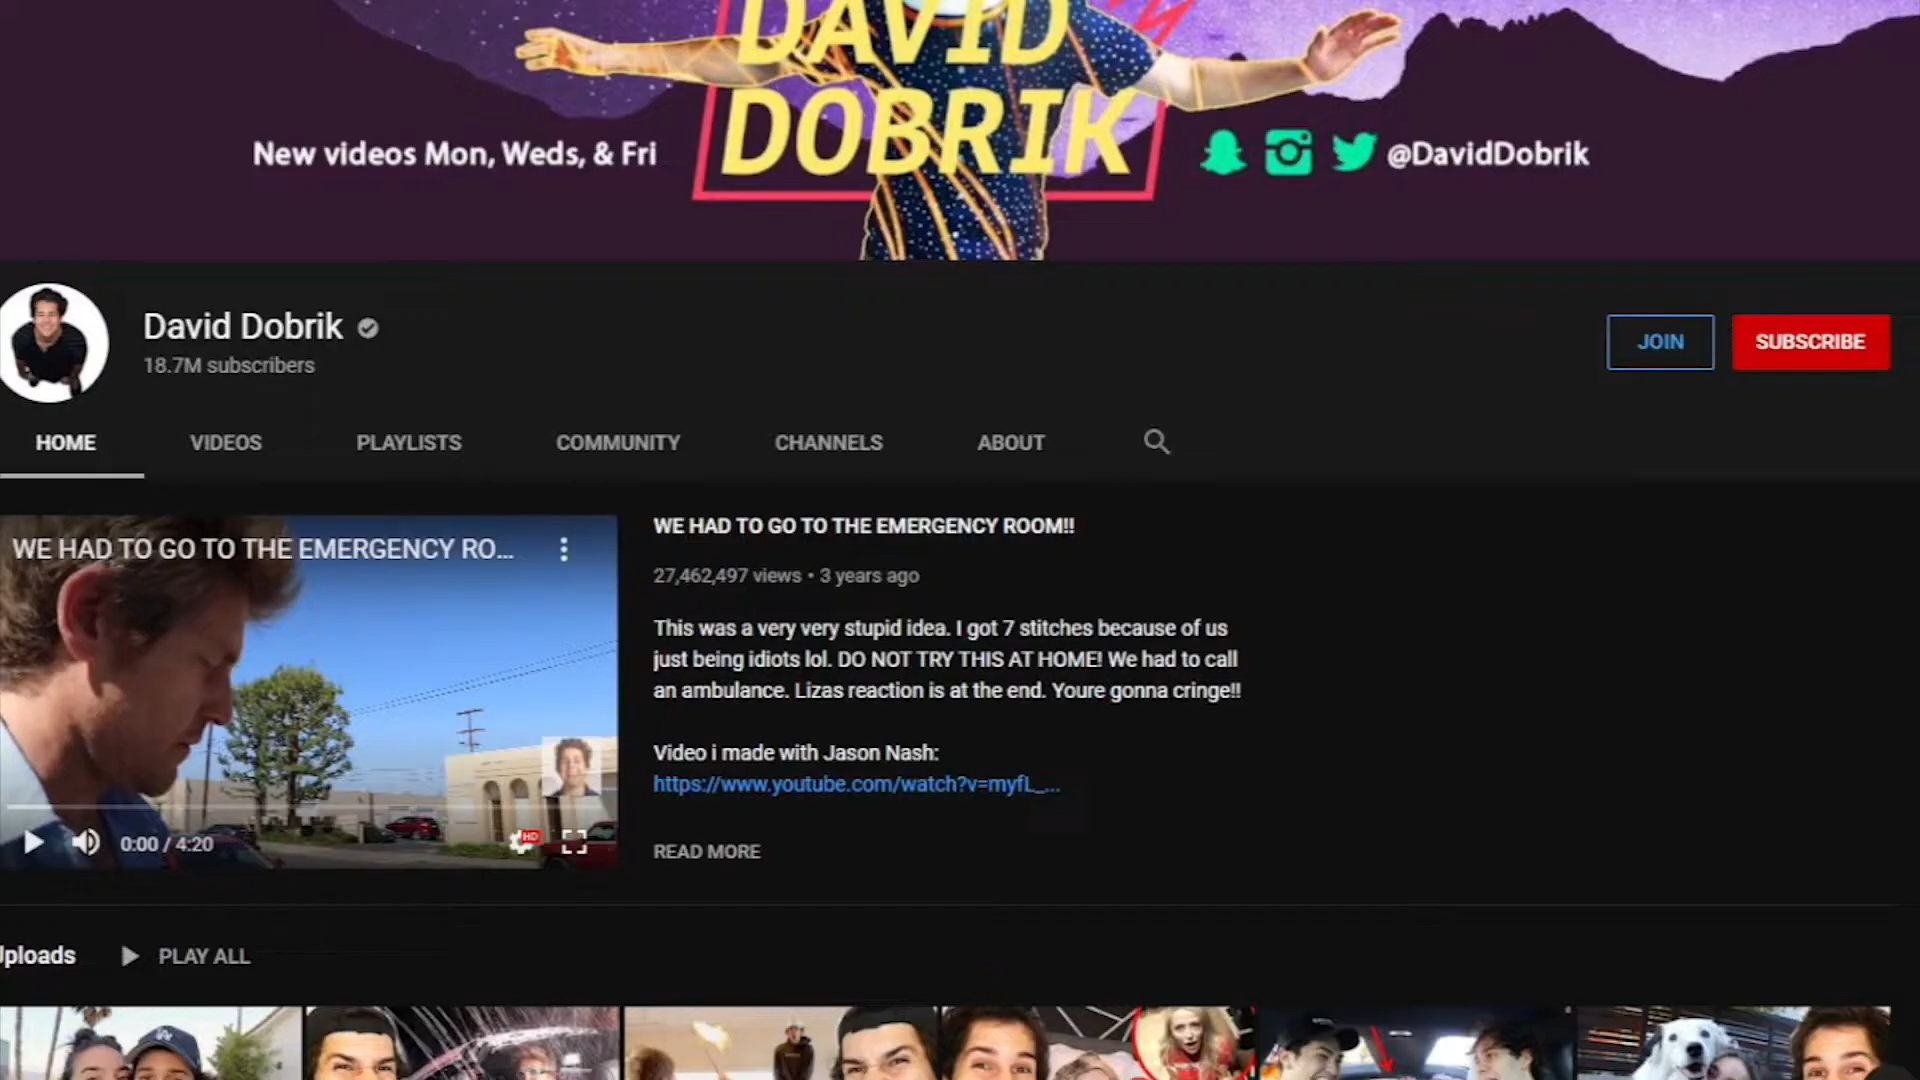 DAVID
DOBRIK
New videos Mon, Weds, & Fri
@DavidDobrik
David Dobrik
18.7M subscribers
JOIN
SUBSCRIBE
HOME
VIDEOS
PLAYLISTS
COMMUNITY
CHANNELS
ABOUT
WE HAD TO GO TO THE EMERGENCY RO...
HD
0:00 / 4:20
WE HAD TO GO TO THE EMERGENCY ROOM!!
27,462,497 views • 3 years ago
This was a very very stupid idea. I got 7 stitches because of us
just being idiots lol. DO NOT TRY THIS AT HOME! We had to call
an ambulance. Lizas reaction is at the end. Youre gonna cringe!!
Video i made with Jason Nash:
https://www.youtube.com/watch?v=myfL_...
READ MORE
Uploads
PLAY ALL